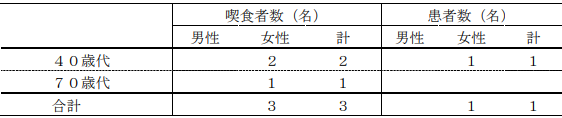 喫食者数（名） 患者数（名）
男性 女性 計 男性 女性 計
４０歳代 ２ ２ １ １
７０歳代 １ １
合計 ３ ３ １ １